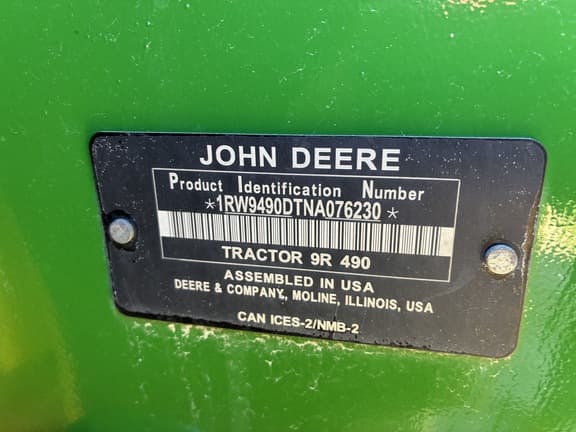 JOHN DEERE
Product Identification Number
*1RW9490DTNA076230*
TRACTOR 9R 490
ASSEMBLED IN USA
DEERE & COMPANY, MOLINE, ILLINOIS, USA
CAN ICES-2/NMB-2